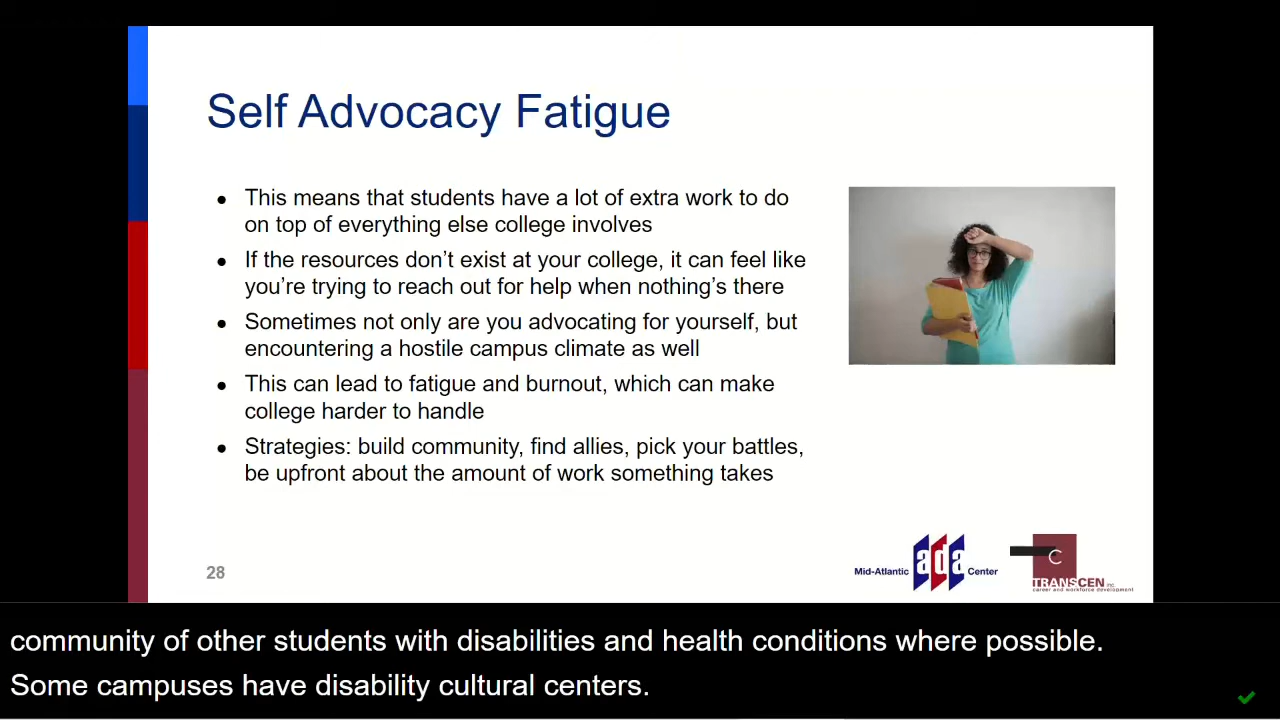 Self Advocacy Fatigue
● This means that students have a lot of extra work to do
on top of everything else college involves
● If the resources don’t exist at your college, it can feel like
you’re trying to reach out for help when nothing’s there
● Sometimes not only are you advocating for yourself, but
encountering a hostile campus climate as well
● This can lead to fatigue and burnout, which can make
college harder to handle
● Strategies: build community, find allies, pick your battles,
be upfront about the amount of work something takes
28
Mid-Atlantic ada Center
C
TRANSCEN inc.
career and workforce development
community of other students with disabilities and health conditions where possible.
Some campuses have disability cultural centers.